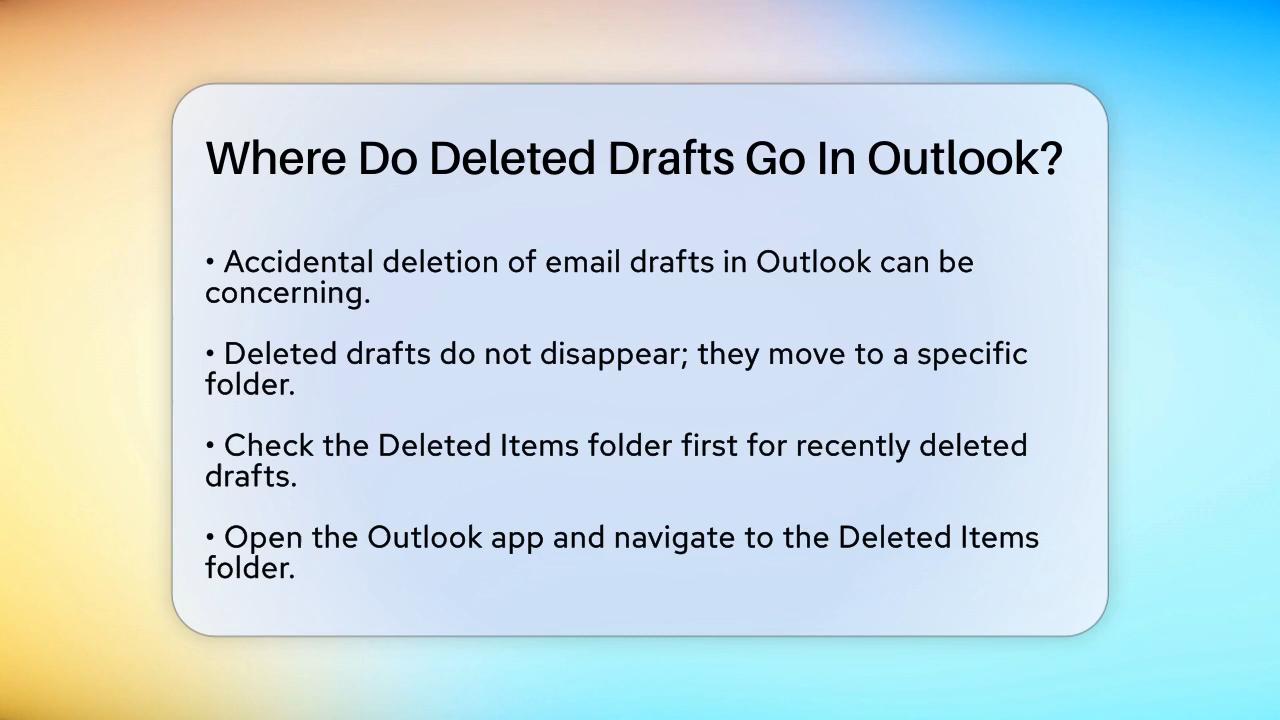 Where Do Deleted Drafts Go In Outlook?
• Accidental deletion of email drafts in Outlook can be
concerning.
• Deleted drafts do not disappear; they move to a specific
folder.
• Check the Deleted Items folder first for recently deleted
drafts.
• Open the Outlook app and navigate to the Deleted Items
folder.